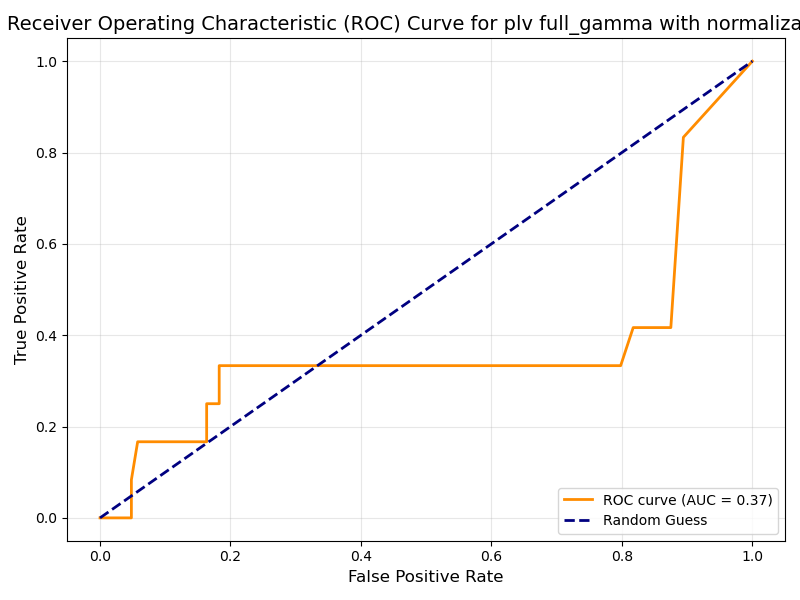 Receiver Operating Characteristic (ROC) Curve for plv full_gamma with normaliza
True Positive Rate
1.0
0.8
0.6
0.4
0.2
0.0
ROC curve (AUC = 0.37)
Random Guess
0.0 0.2 0.4 0.6 0.8 1.0
False Positive Rate